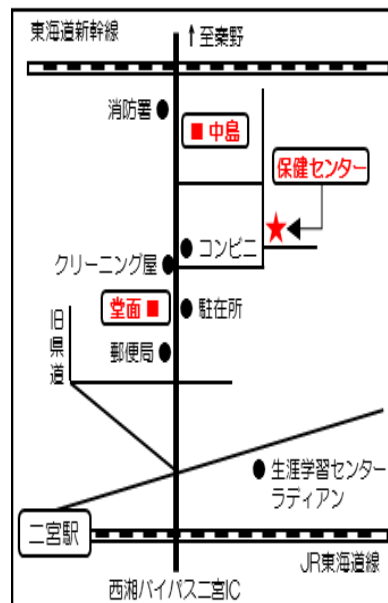 東海道新幹線
↑至秦野
消防署
■中島
保健センター
コンビニ
クリーニング屋
堂面■
駐在所
旧県道
郵便局
生涯学習センター
ラディアン
二宮駅
JR東海道線
西湘バイパス二宮IC